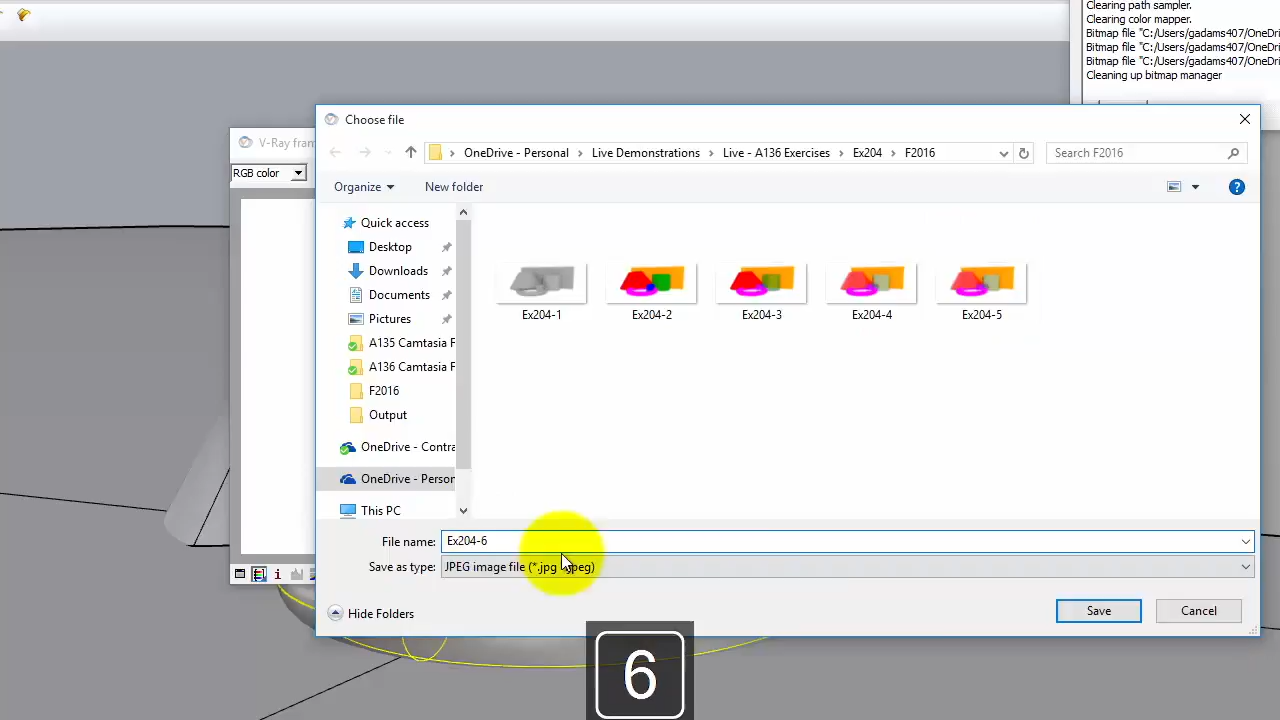 Clearing path sampler.
Clearing color mapper.
Bitmap file "C:/Users/gadams407/OneDri
Bitmap file "C:/Users/gadams407/OneDri
Bitmap file "C:/Users/gadams407/OneDri
Cleaning up bitmap manager
V-Ray fram
RGB color
Choose file
OneDrive - Personal
Live Demonstrations
Live - A136 Exercises
Ex204
F2016
Search F2016
Organize
New folder
Quick access
Desktop
Downloads
Documents
Pictures
A135 Camtasia F
A136 Camtasia F
F2016
Output
OneDrive - Contra
OneDrive - Person
This PC
Ex204-1
Ex204-2
Ex204-3
Ex204-4
Ex204-5
File name: Ex204-6
Save as type: JPEG image file (*.jpg *.jpeg)
Hide Folders
Save
Cancel
6